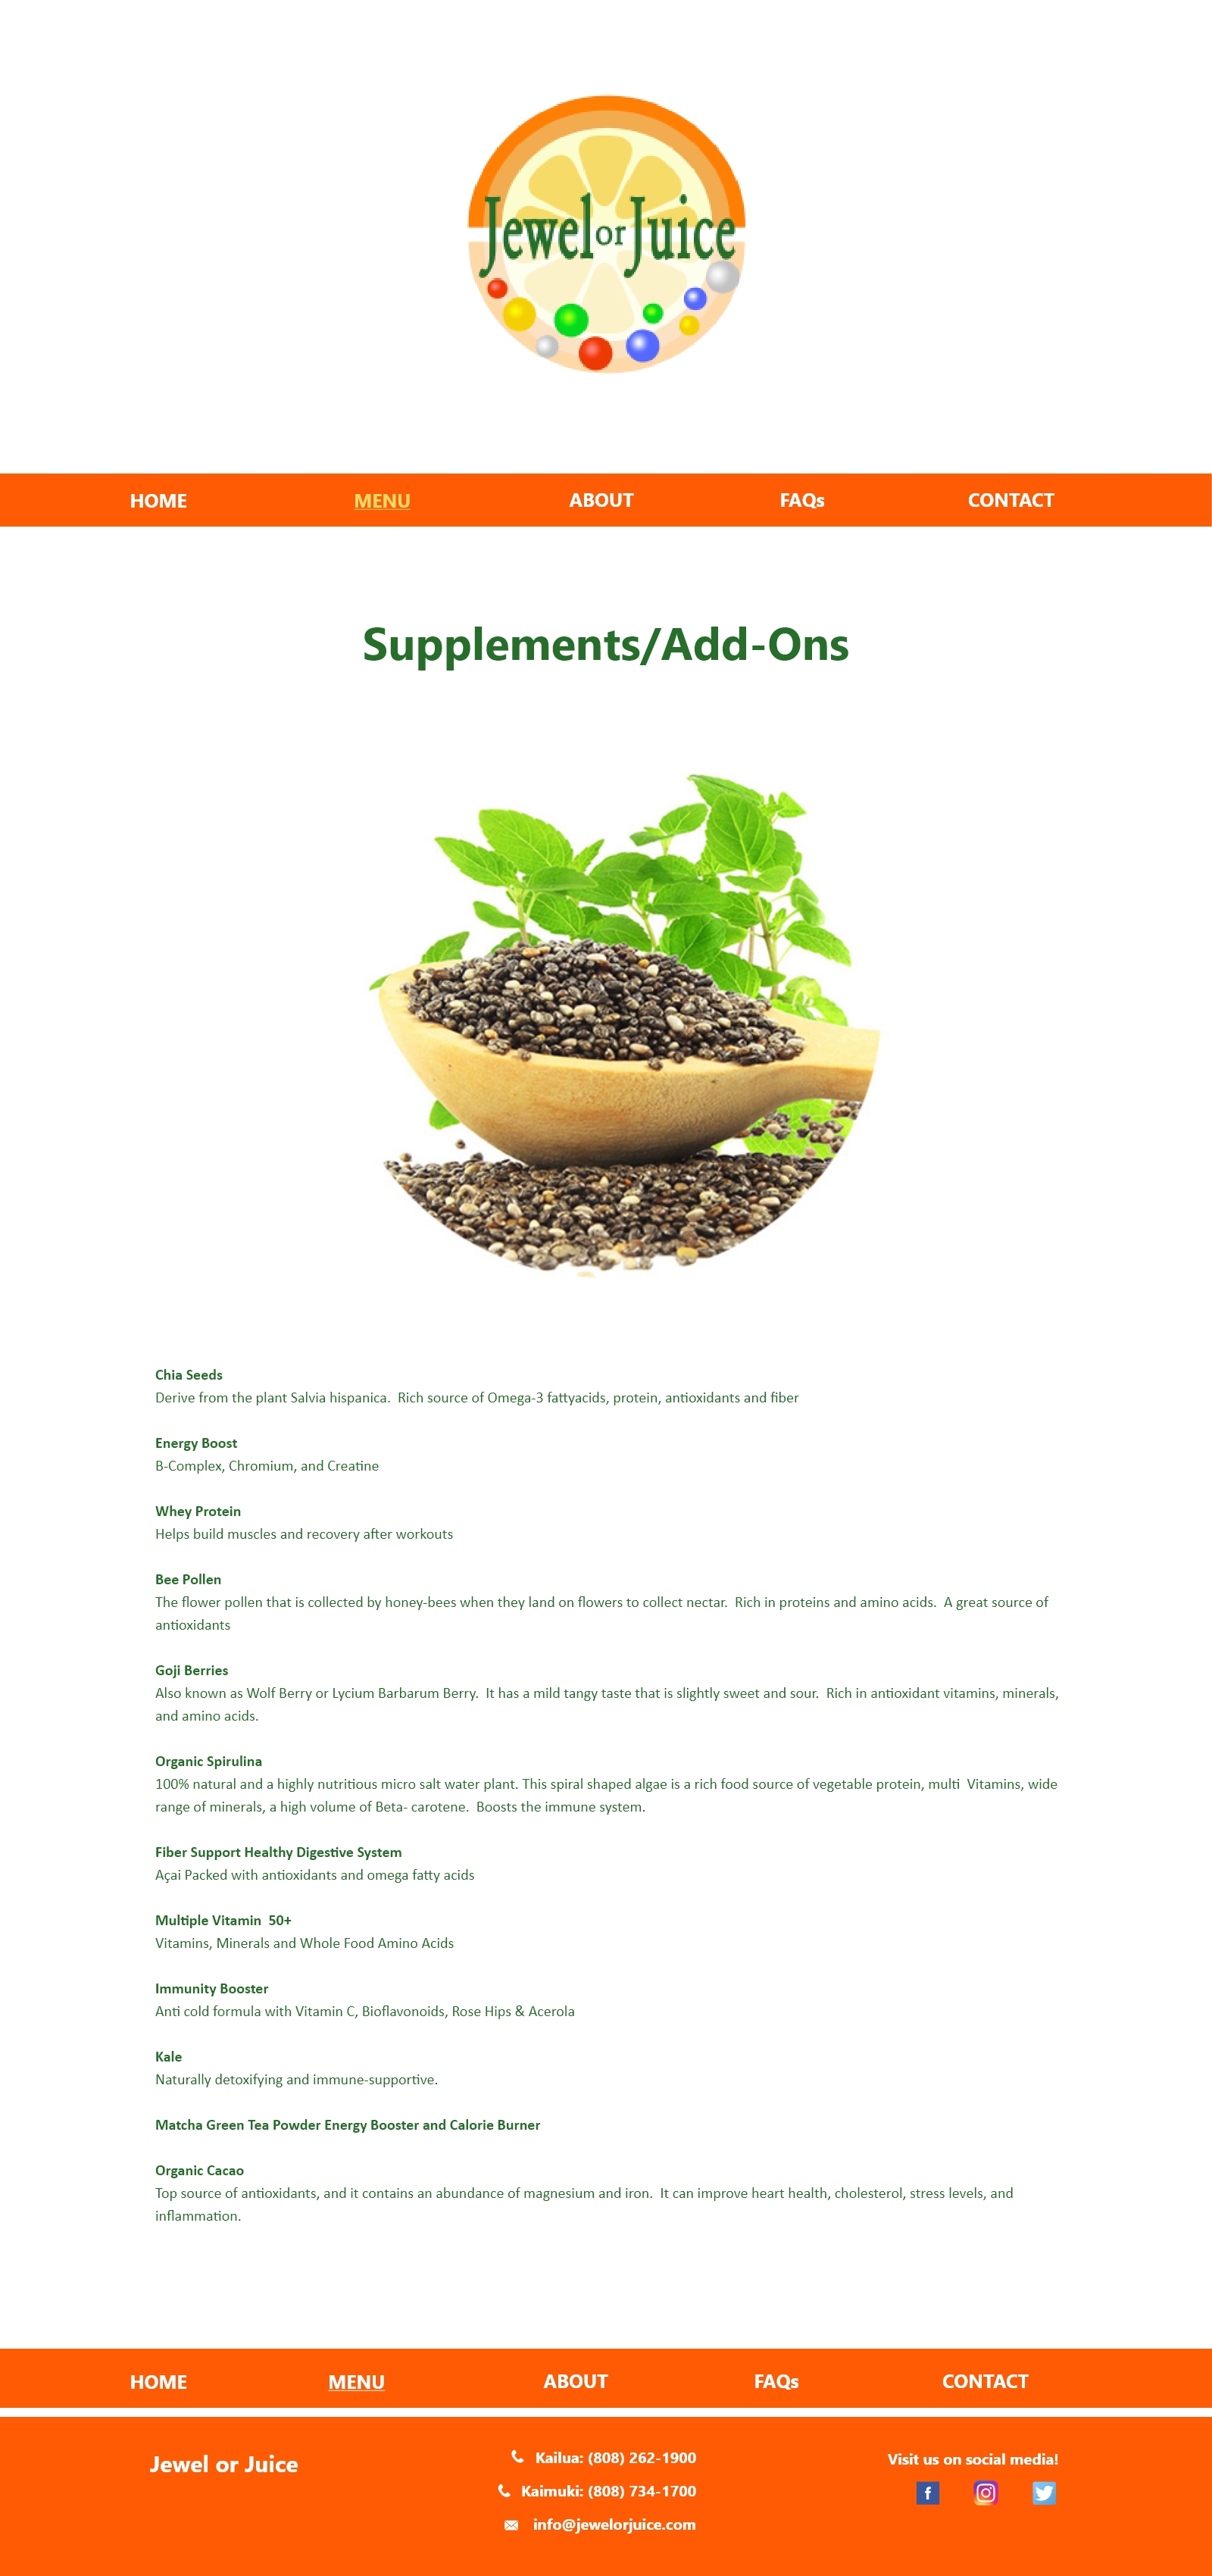 Jewel or Juice
HOME MENU ABOUT FAQs CONTACT
Supplements/Add-Ons
Chia Seeds
Derive from the plant Salvia hispanica.  Rich source of Omega-3 fattyacids, protein, antioxidants and fiber
Energy Boost
B-Complex, Chromium, and Creatine
Whey Protein
Helps build muscles and recovery after workouts
Bee Pollen
The flower pollen that is collected by honey-bees when they land on flowers to collect nectar.  Rich in proteins and amino acids.  A great source of
antioxidants
Goji Berries
Also known as Wolf Berry or Lycium Barbarum Berry.  It has a mild tangy taste that is slightly sweet and sour.  Rich in antioxidant vitamins, minerals,
and amino acids.
Organic Spirulina
100% natural and a highly nutritious micro salt water plant. This spiral shaped algae is a rich food source of vegetable protein, multi  Vitamins, wide
range of minerals, a high volume of Beta- carotene.  Boosts the immune system.
Fiber Support Healthy Digestive System
Açai Packed with antioxidants and omega fatty acids
Multiple Vitamin  50+
Vitamins, Minerals and Whole Food Amino Acids
Immunity Booster
Anti cold formula with Vitamin C, Bioflavonoids, Rose Hips & Acerola
Kale
Naturally detoxifying and immune-supportive.
Matcha Green Tea Powder Energy Booster and Calorie Burner
Organic Cacao
Top source of antioxidants, and it contains an abundance of magnesium and iron.  It can improve heart health, cholesterol, stress levels, and
inflammation.
HOME MENU ABOUT FAQs CONTACT
Jewel or Juice
Kailua: (808) 262-1900
Kaimuki: (808) 734-1700
info@jewelorjuice.com
Visit us on social media!